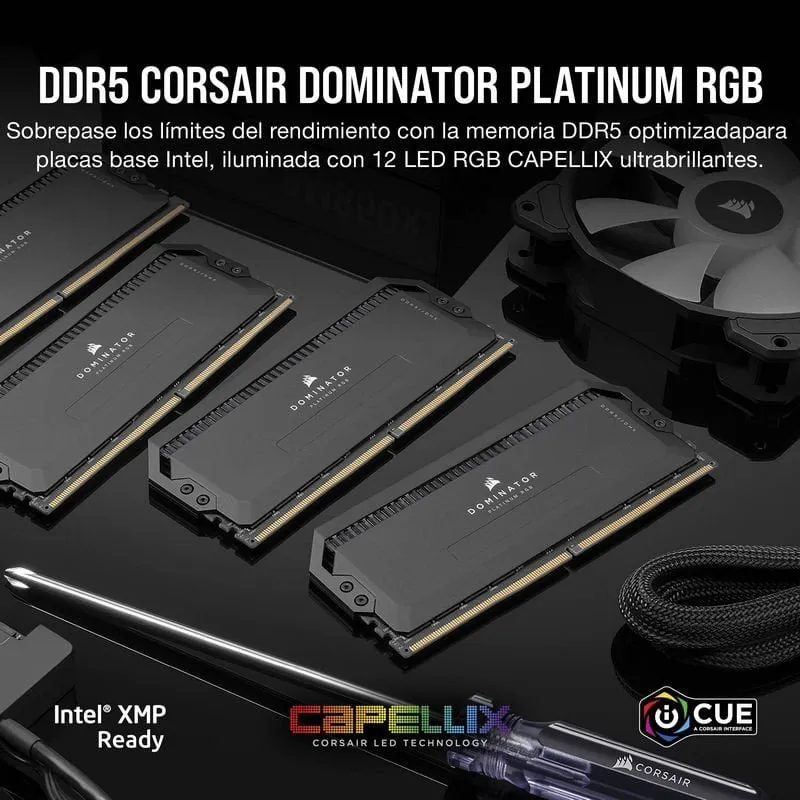 DDR5 CORSAIR DOMINATOR PLATINUM RGB
Sobrepase los límites del rendimiento con la memoria DDR5 optimizadapara
placas base Intel, iluminada con 12 LED RGB CAPELLIX ultrabrillantes.
DOMINATOR
PLATINUM RGB
DOMINATOR
PLATINUM RGB
DOMINATOR
PLATINUM RGB
Intel® XMP
Ready
CAPELLIX
CORSAIR LED TECHNOLOGY
iCUE
A CORSAIR INTERFACE
CORSAIR